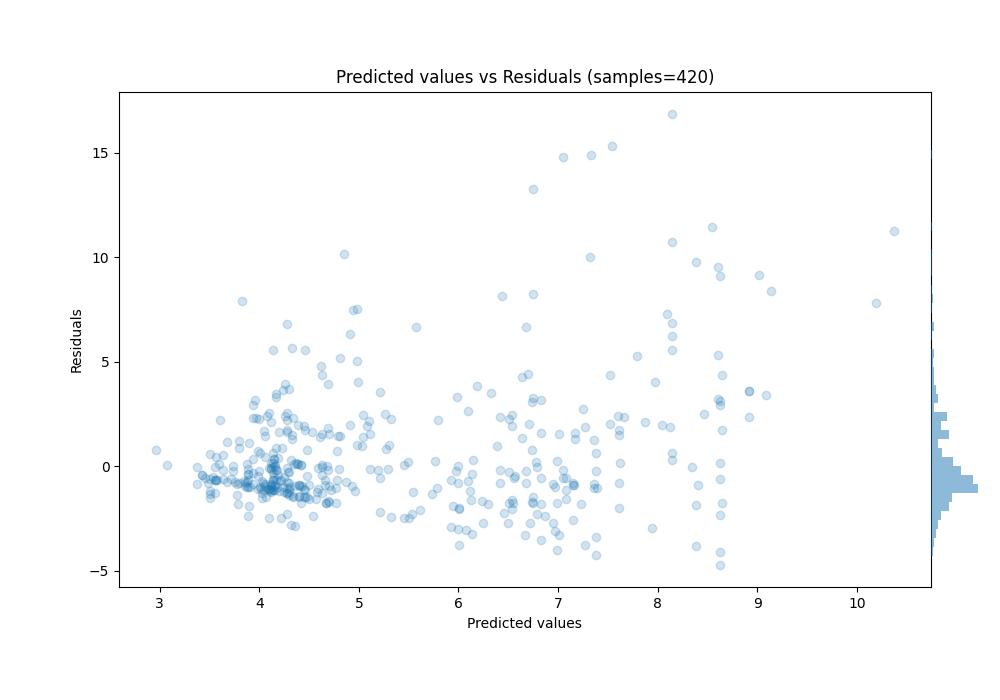 Predicted values vs Residuals (samples=420)
Residuals
15
10
5
0
−5
3 4 5 6 7 8 9 10
Predicted values